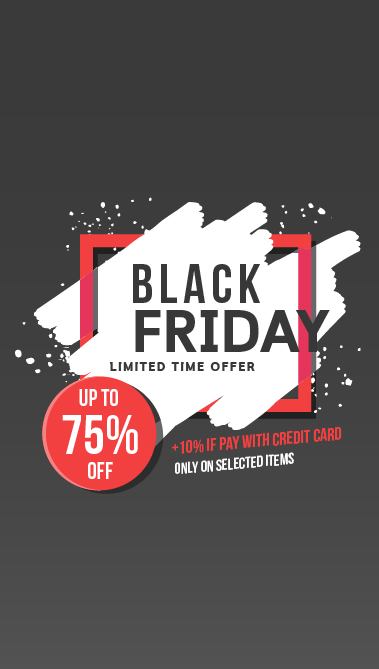 BLACK
FRIDAY
LIMITED TIME OFFER
UP TO
75%
OFF
+10% IF PAY WITH CREDIT CARD
ONLY ON SELECTED ITEMS